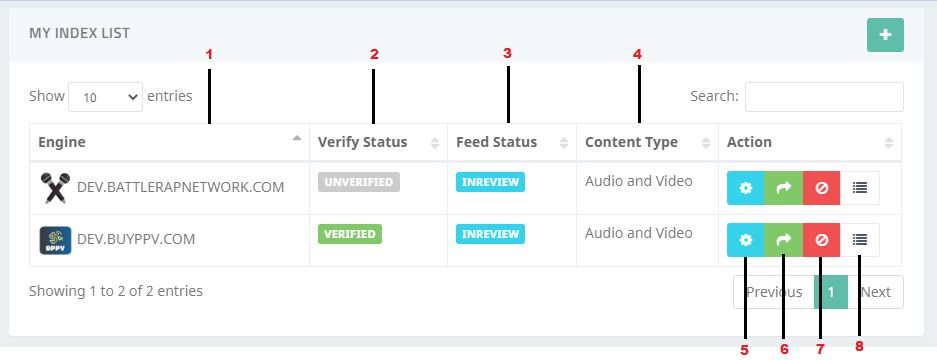 MY INDEX LIST
1 2 3 4
Show 10 entries Search:
Engine Verify Status Feed Status Content Type Action
DEV.BATTLERAPNETWORK.COM UNVERIFIED INREVIEW Audio and Video
BPPV DEV.BUYPPV.COM VERIFIED INREVIEW Audio and Video
Showing 1 to 2 of 2 entries Previous 1 Next
5 6 7 8